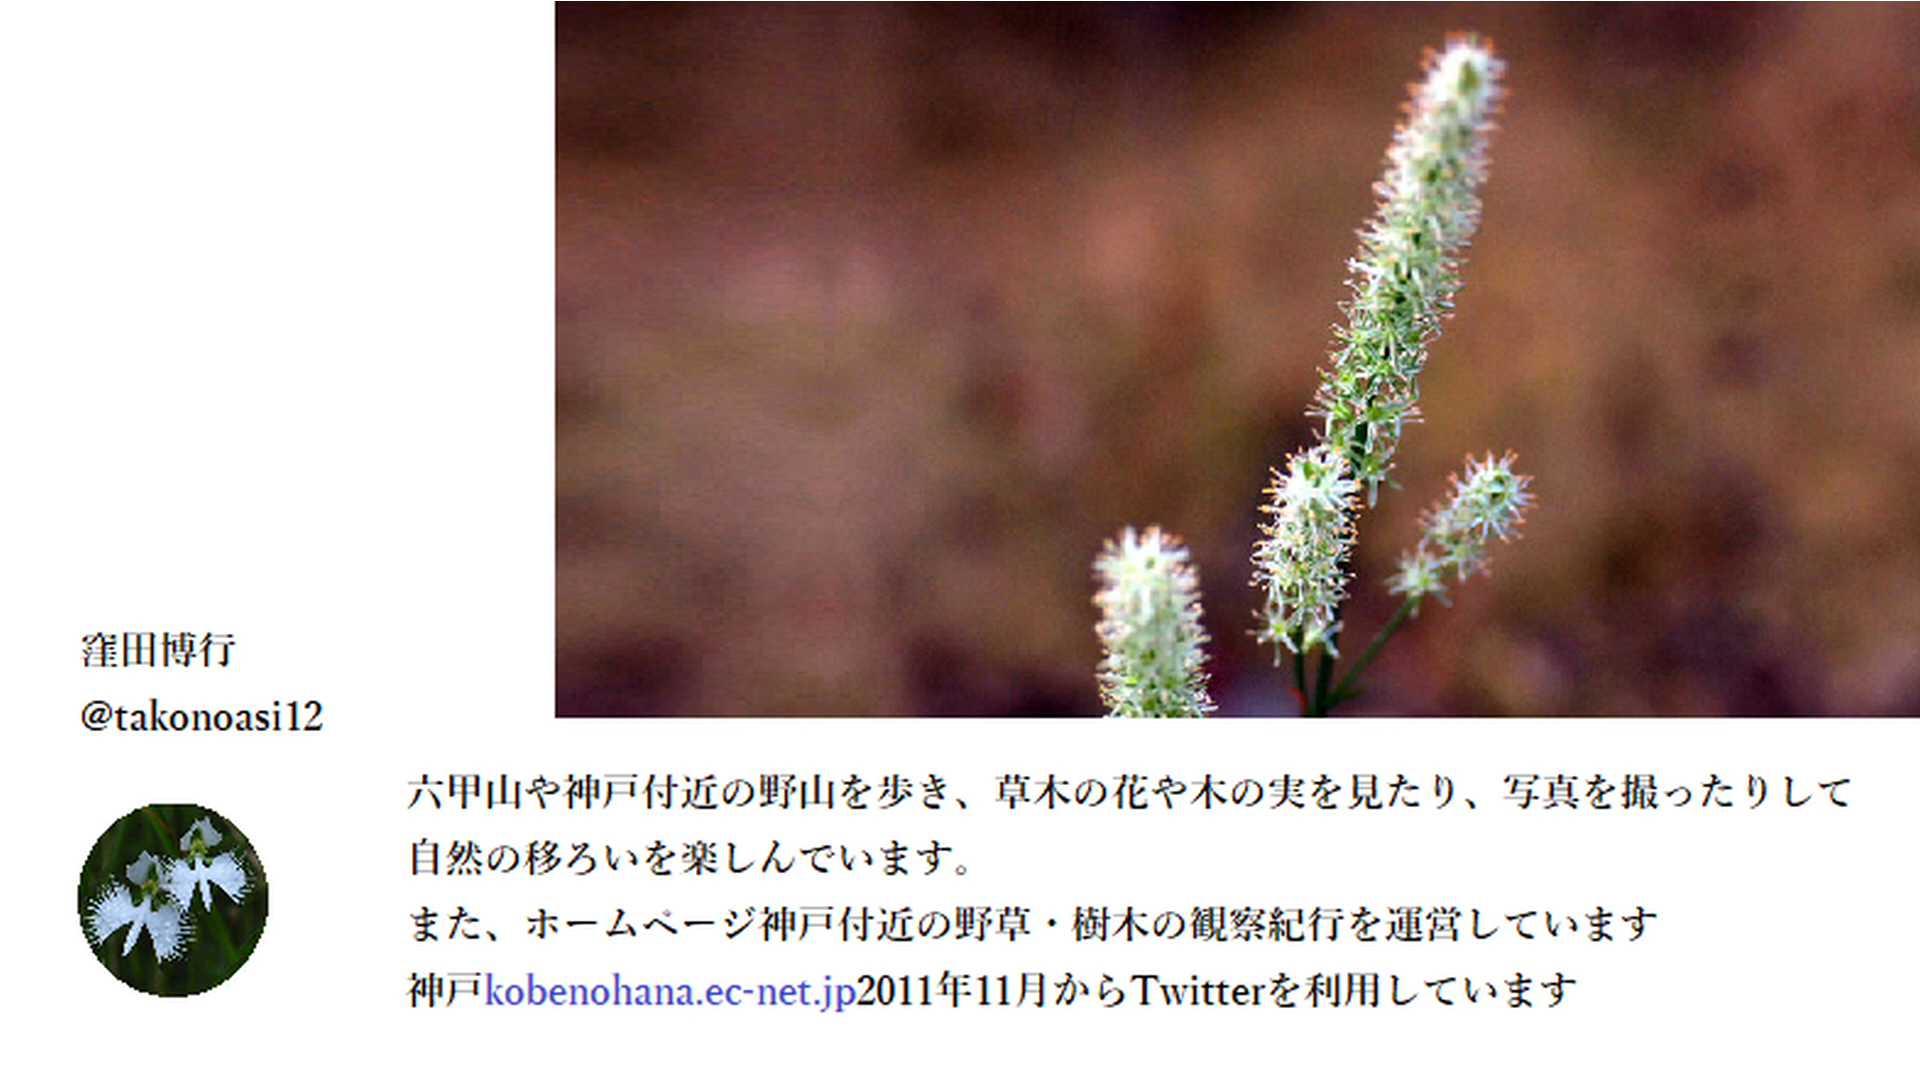 窪田博行
@takonoasi12
六甲山や神戸付近の野山を歩き、草木の花や木の実を見たり、写真を撮ったりして
自然の移ろいを楽しんでいます。
また、ホームページ神戸付近の野草・樹木の観察紀行を運営しています
神戸kobenohana.ec-net.jp2011年11月からTwitterを利用しています